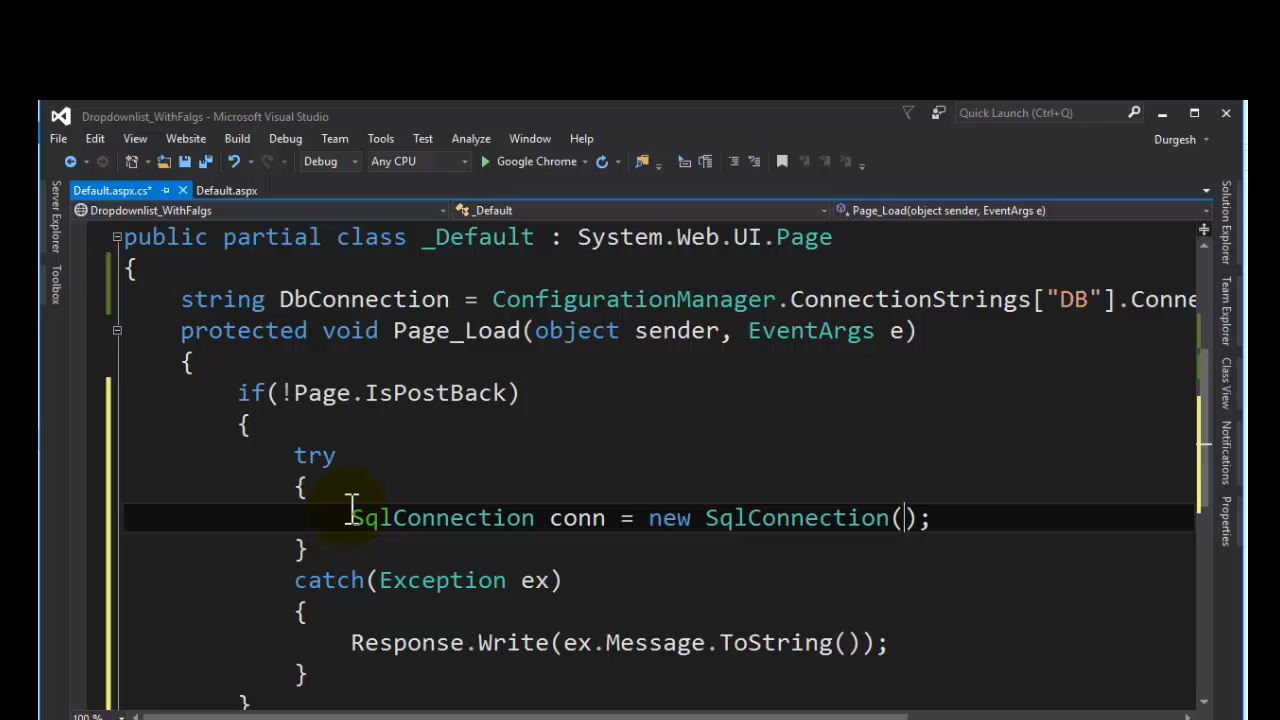 Dropdownlist_WithFalgs - Microsoft Visual Studio
Quick Launch (Ctrl+Q)
File Edit View Website Build Debug Team Tools Test Analyze Window Help
Durgesh
Debug Any CPU Google Chrome
Default.aspx.cs* Default.aspx
Dropdownlist_WithFalgs _Default Page_Load(object sender, EventArgs e)
Server Explorer
Toolbox
public partial class _Default : System.Web.UI.Page
{
string DbConnection = ConfigurationManager.ConnectionStrings["DB"].Conne
protected void Page_Load(object sender, EventArgs e)
{
if(!Page.IsPostBack)
{
try
{
SqlConnection conn = new SqlConnection();
}
catch(Exception ex)
{
Response.Write(ex.Message.ToString());
}
}
100 %
Solution Explorer
Team Explorer
Class View
Notifications
Properties